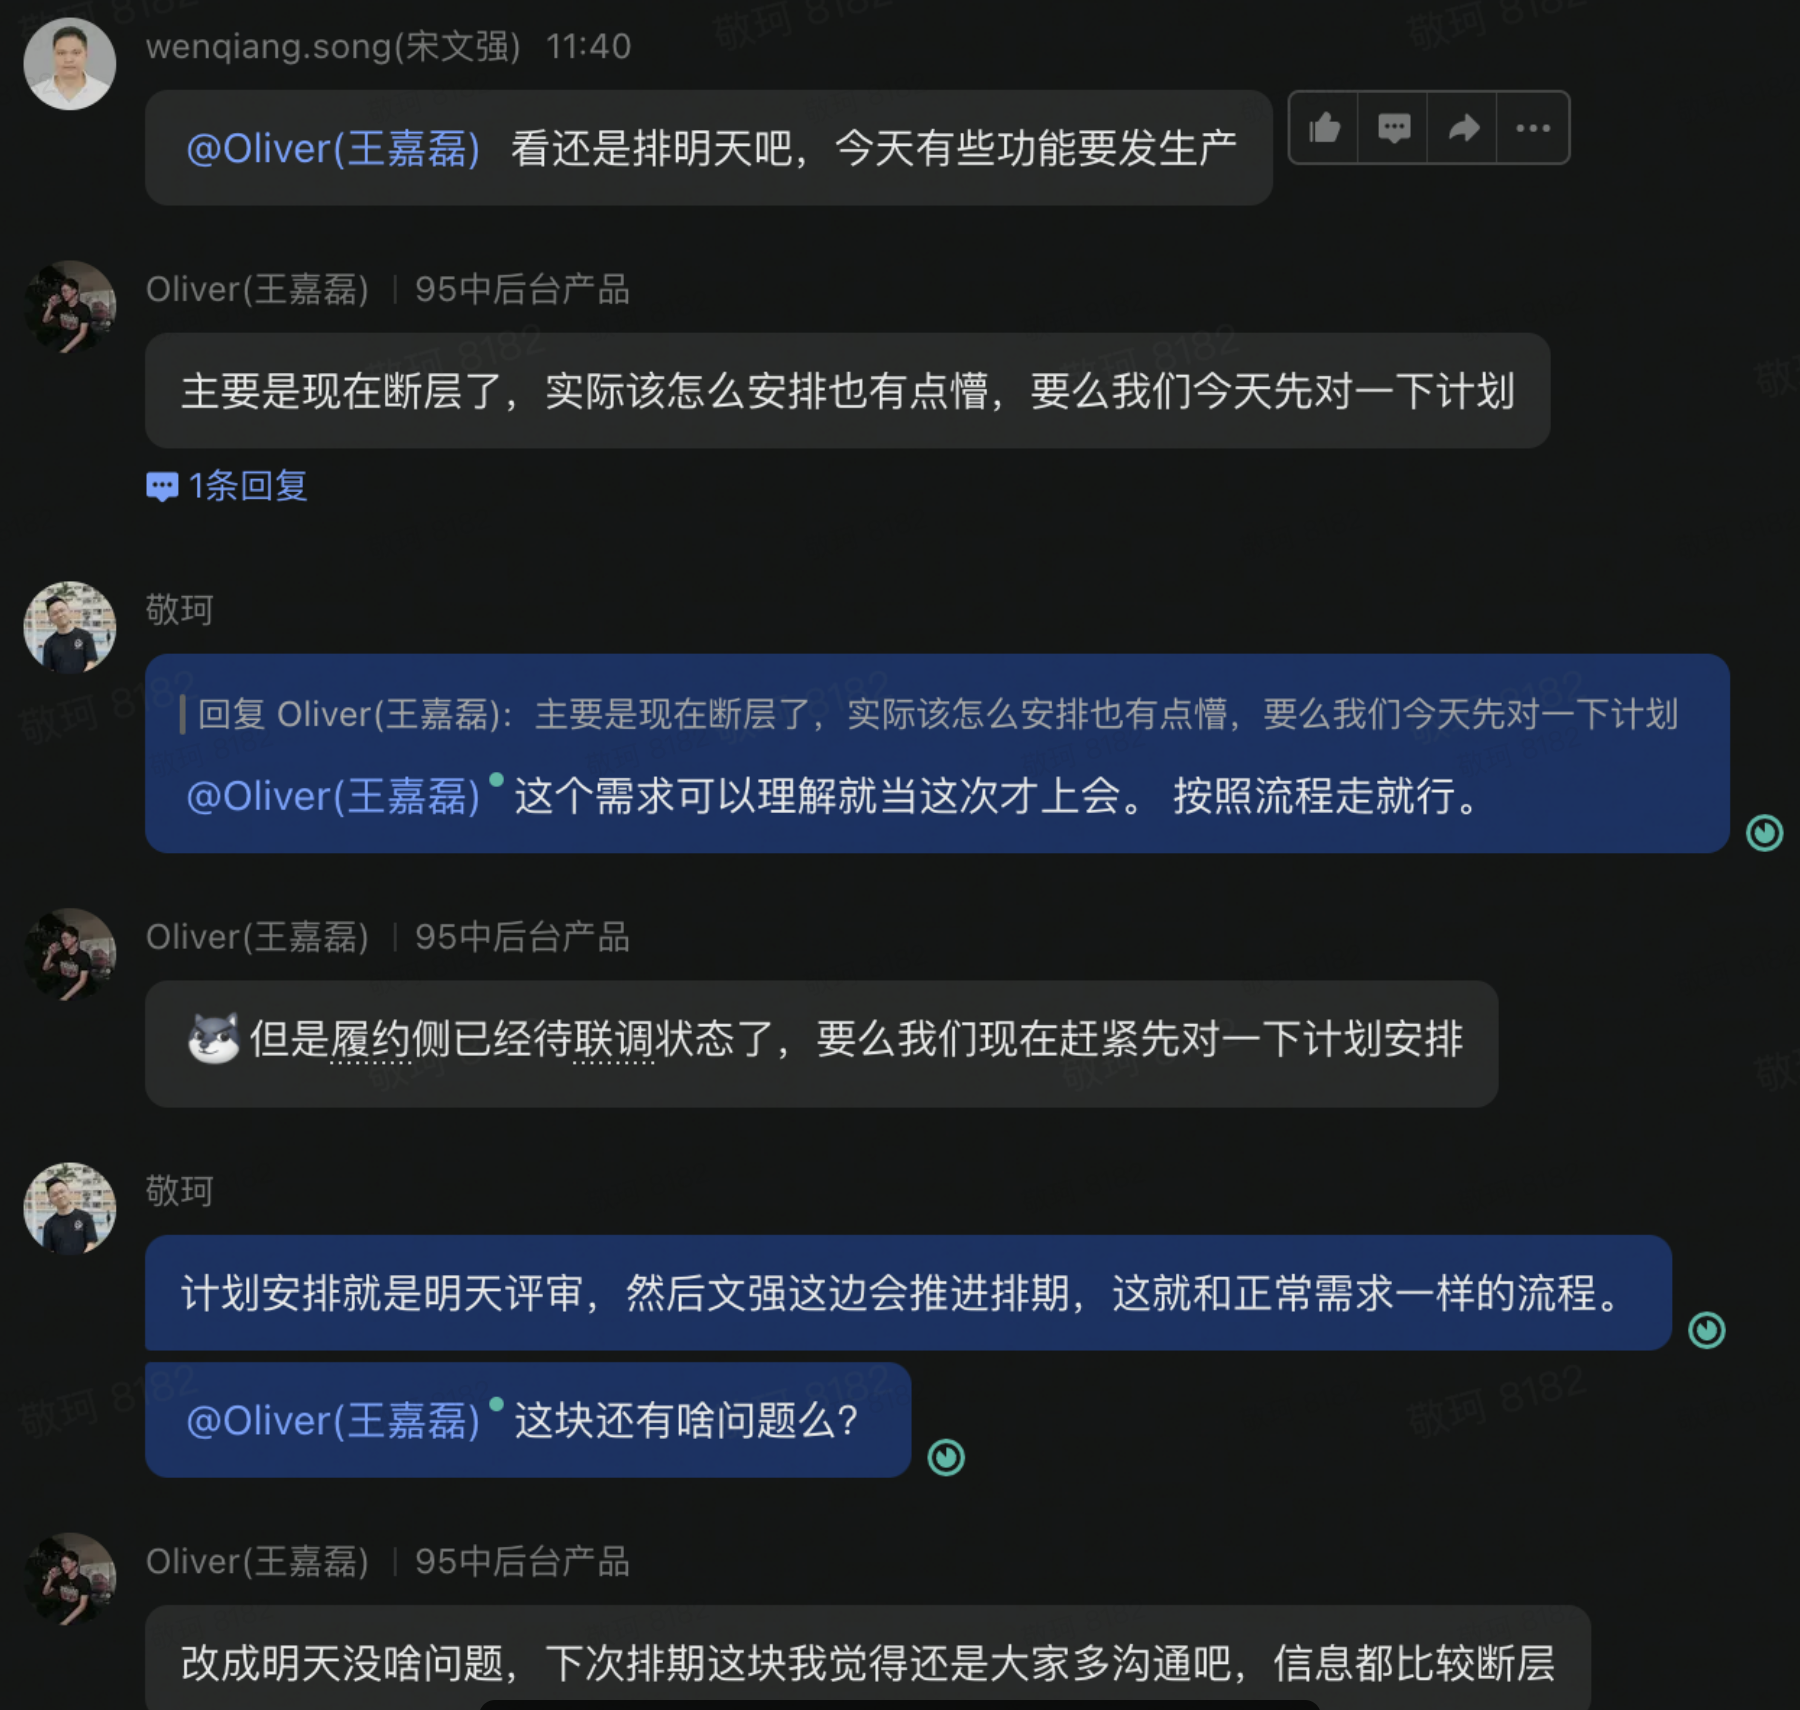 wenqiang.song(宋文强) 11:40
@Oliver(王嘉磊) 看还是排明天吧，今天有些功能要发生产
Oliver(王嘉磊) | 95中后台产品
主要是现在断层了，实际该怎么安排也有点懵，要么我们今天先对一下计划
1条回复
敬珂
回复 Oliver(王嘉磊)：主要是现在断层了，实际该怎么安排也有点懵，要么我们今天先对一下计划
@Oliver(王嘉磊) 这个需求可以理解就当这次才上会。 按照流程走就行。
Oliver(王嘉磊) | 95中后台产品
但是履约侧已经待联调状态了，要么我们现在赶紧先对一下计划安排
敬珂
计划安排就是明天评审，然后文强这边会推进排期，这就和正常需求一样的流程。
@Oliver(王嘉磊) 这块还有啥问题么?
Oliver(王嘉磊) | 95中后台产品
改成明天没啥问题，下次排期这块我觉得还是大家多沟通吧，信息都比较断层
敬珂 8182